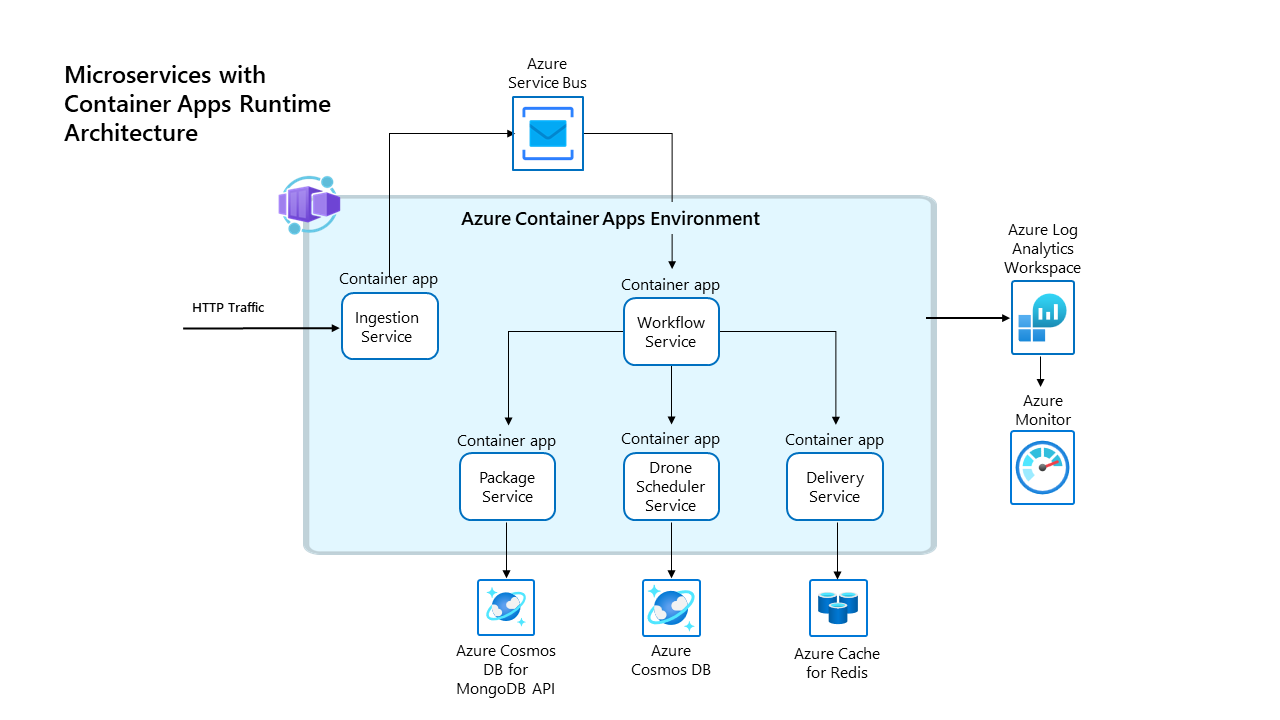 Microservices with
Container Apps Runtime
Architecture
Azure
Service Bus
Azure Container Apps Environment
HTTP Traffic
Container app
Ingestion
Service
Container app
Workflow
Service
Container app
Package
Service
Container app
Drone
Scheduler
Service
Container app
Delivery
Service
Azure Log
Analytics
Workspace
Azure
Monitor
Azure Cosmos
DB for
MongoDB API
Azure
Cosmos DB
Azure Cache
for Redis